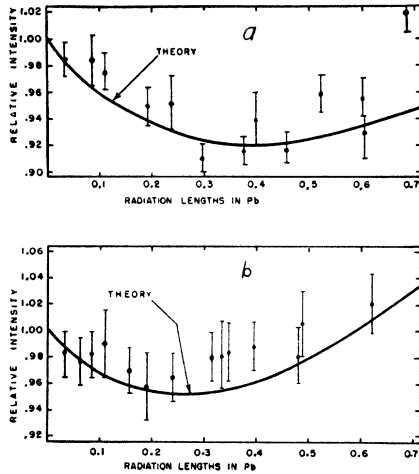 1.02
a
1.00
.98
THEORY
.96
.94
.92
.90
RELATIVE INTENSITY
0.1 0.2 0.3 0.4 0.5 0.6 0.7
RADIATION LENGTHS IN Pb
1.06
b
1.04
THEORY
1.02
1.00
.98
.96
.94
.92
RELATIVE INTENSITY
0.1 0.2 0.3 0.4 0.5 0.6 0.7
RADIATION LENGTHS IN Pb